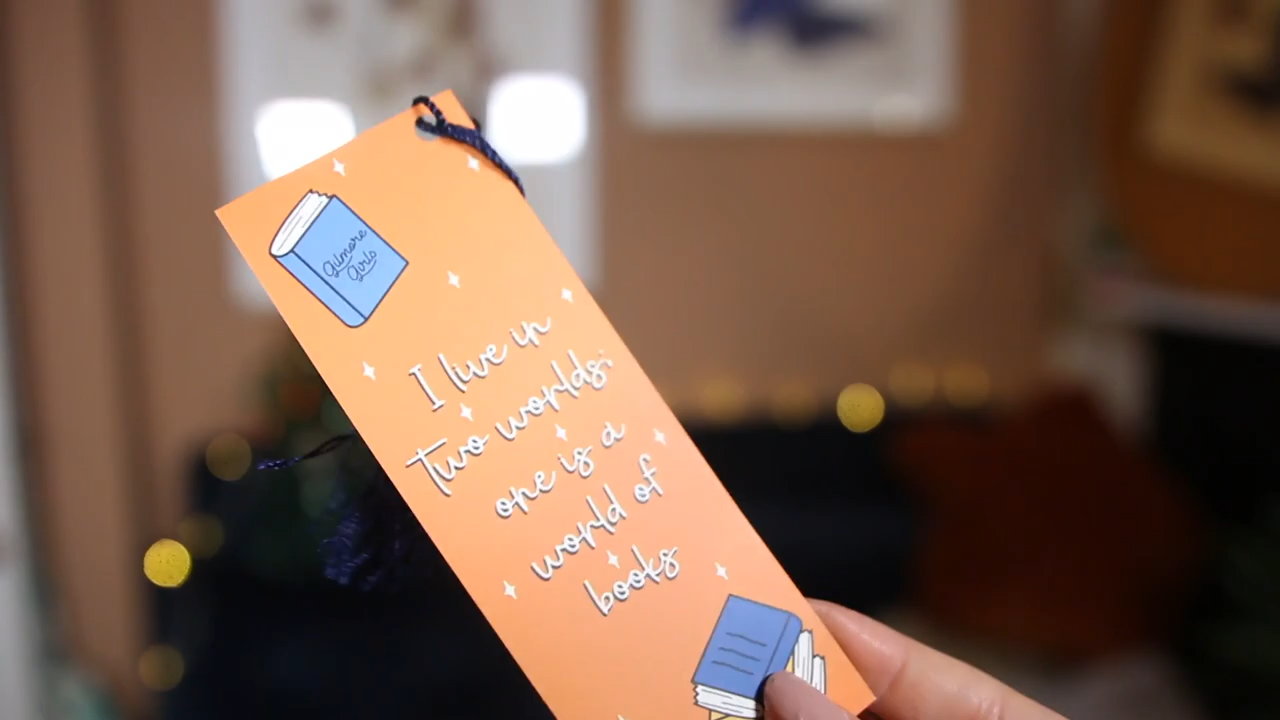 Gilmore
Girls
I live in
Two worlds:
one is a
world of
books